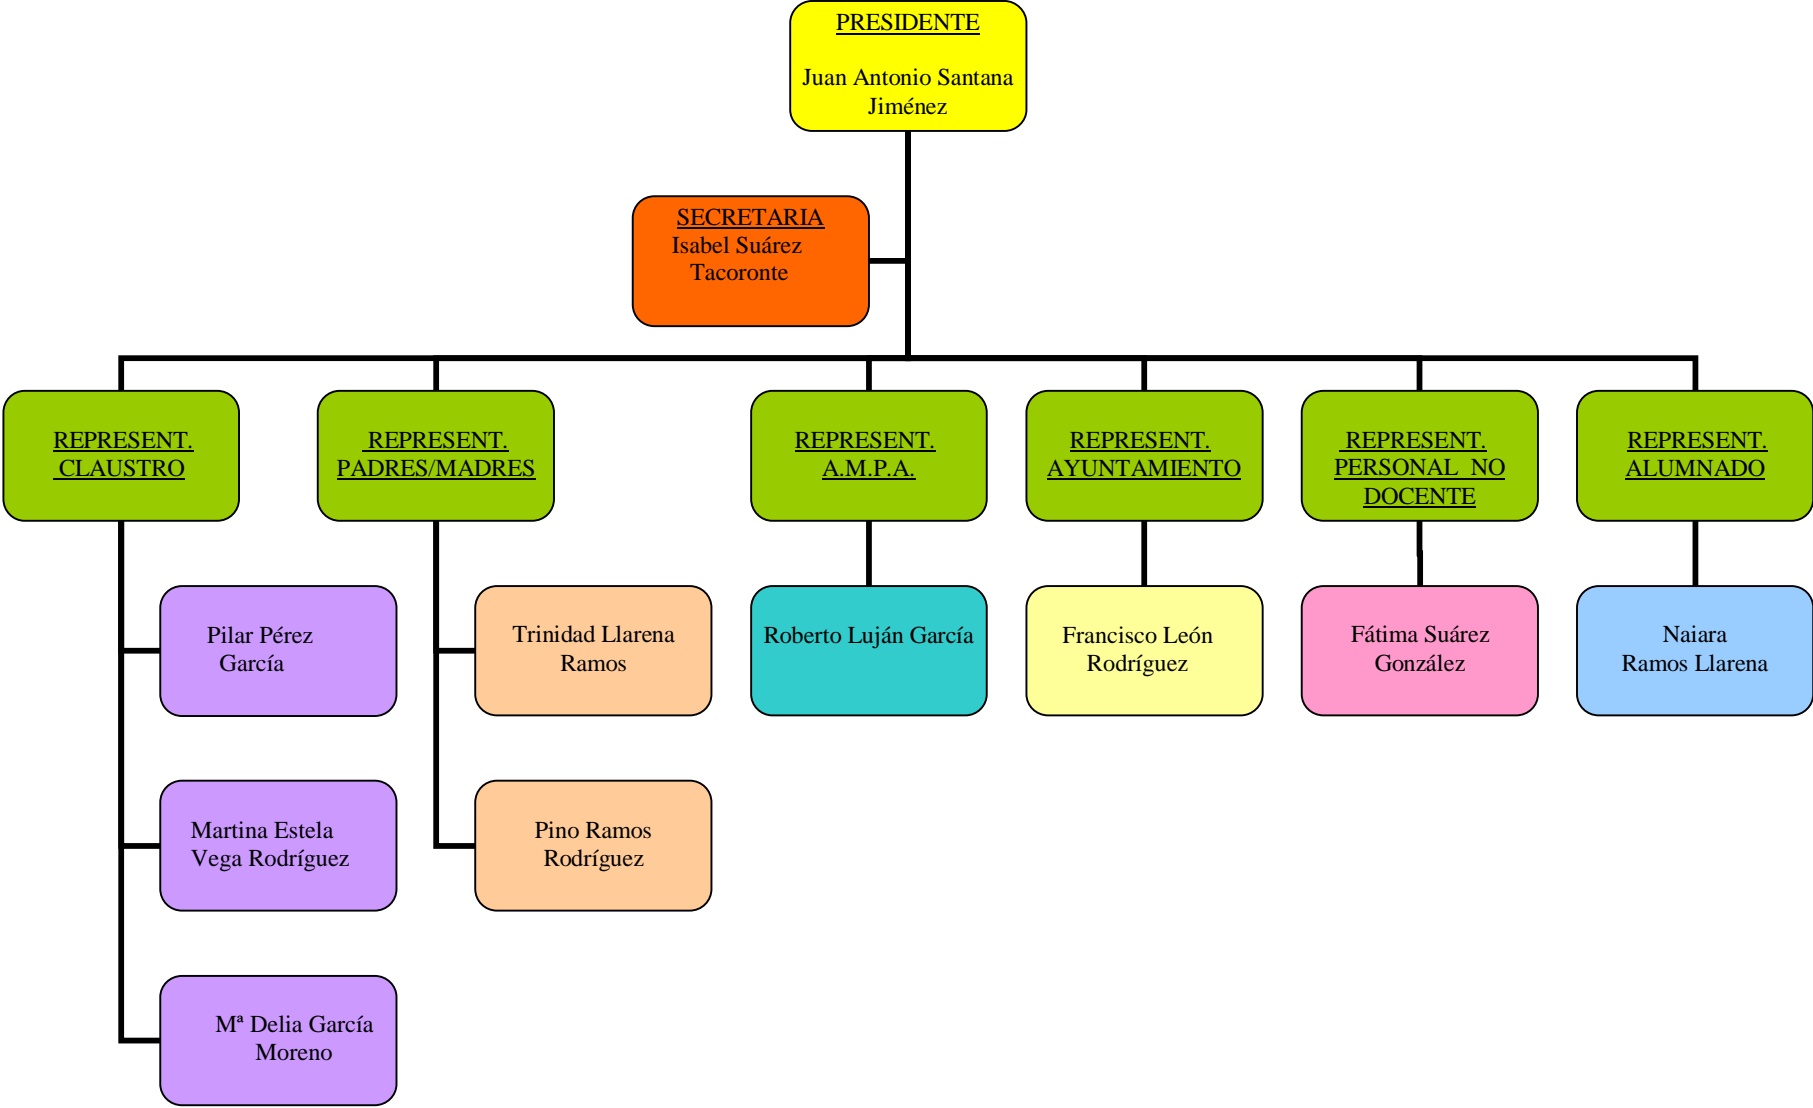 PRESIDENTE
Juan Antonio Santana
Jiménez
SECRETARIA
Isabel Suárez
Tacoronte
REPRESENT.
CLAUSTRO
REPRESENT.
PADRES/MADRES
REPRESENT.
A.M.P.A.
REPRESENT.
AYUNTAMIENTO
REPRESENT.
PERSONAL NO
DOCENTE
REPRESENT.
ALUMNADO
Pilar Pérez
García
Trinidad Llarena
Ramos
Roberto Luján García
Francisco León
Rodríguez
Fátima Suárez
González
Naiara
Ramos Llarena
Martina Estela
Vega Rodríguez
Pino Ramos
Rodríguez
Mª Delia García
Moreno